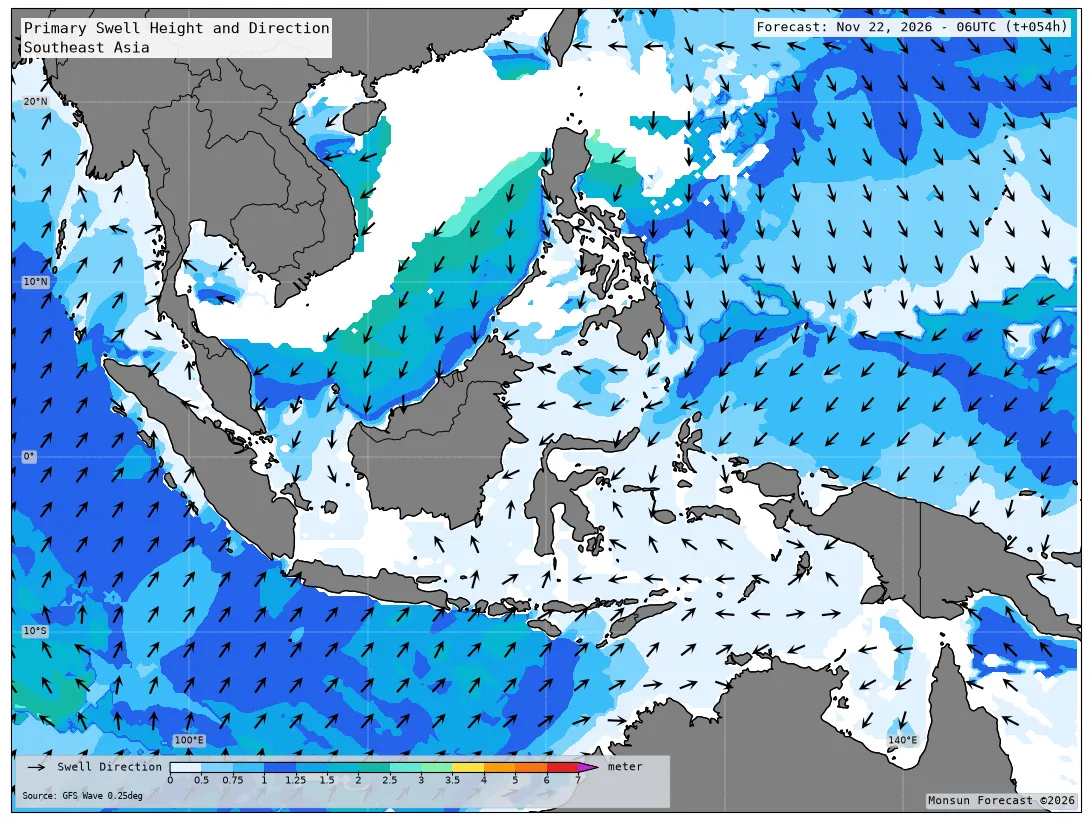 Primary Swell Height and Direction
Southeast Asia
Forecast: Nov 22, 2026 - 06UTC (t+054h)
20°N
10°N
0°
10°S
100°E
140°E
Swell Direction
meter
0 0.5 0.75 1 1.25 1.5 2 2.5 3 3.5 4 5 6 7
Source: GFS Wave 0.25deg
Monsun Forecast ©2026